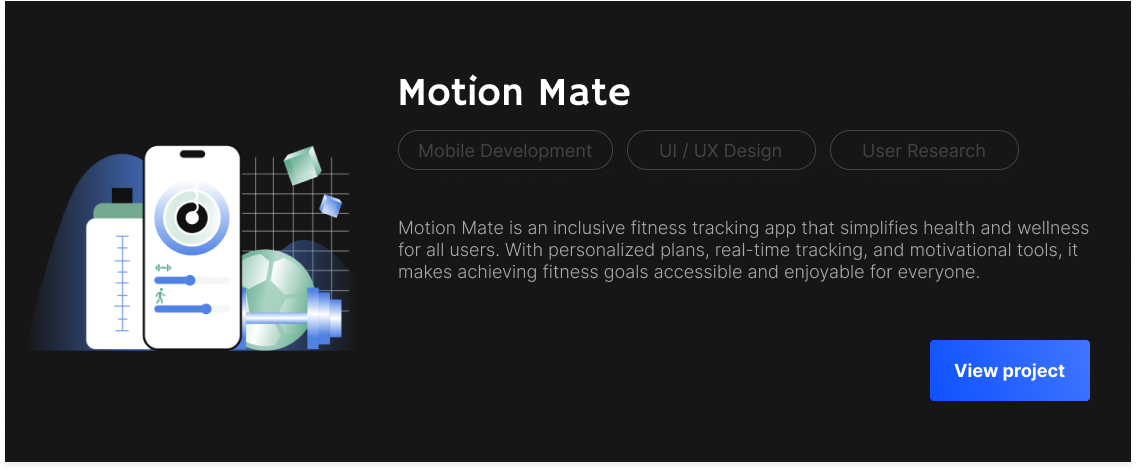 Motion Mate
Mobile Development
UI / UX Design
User Research
Motion Mate is an inclusive fitness tracking app that simplifies health and wellness
for all users. With personalized plans, real-time tracking, and motivational tools, it
makes achieving fitness goals accessible and enjoyable for everyone.
View project